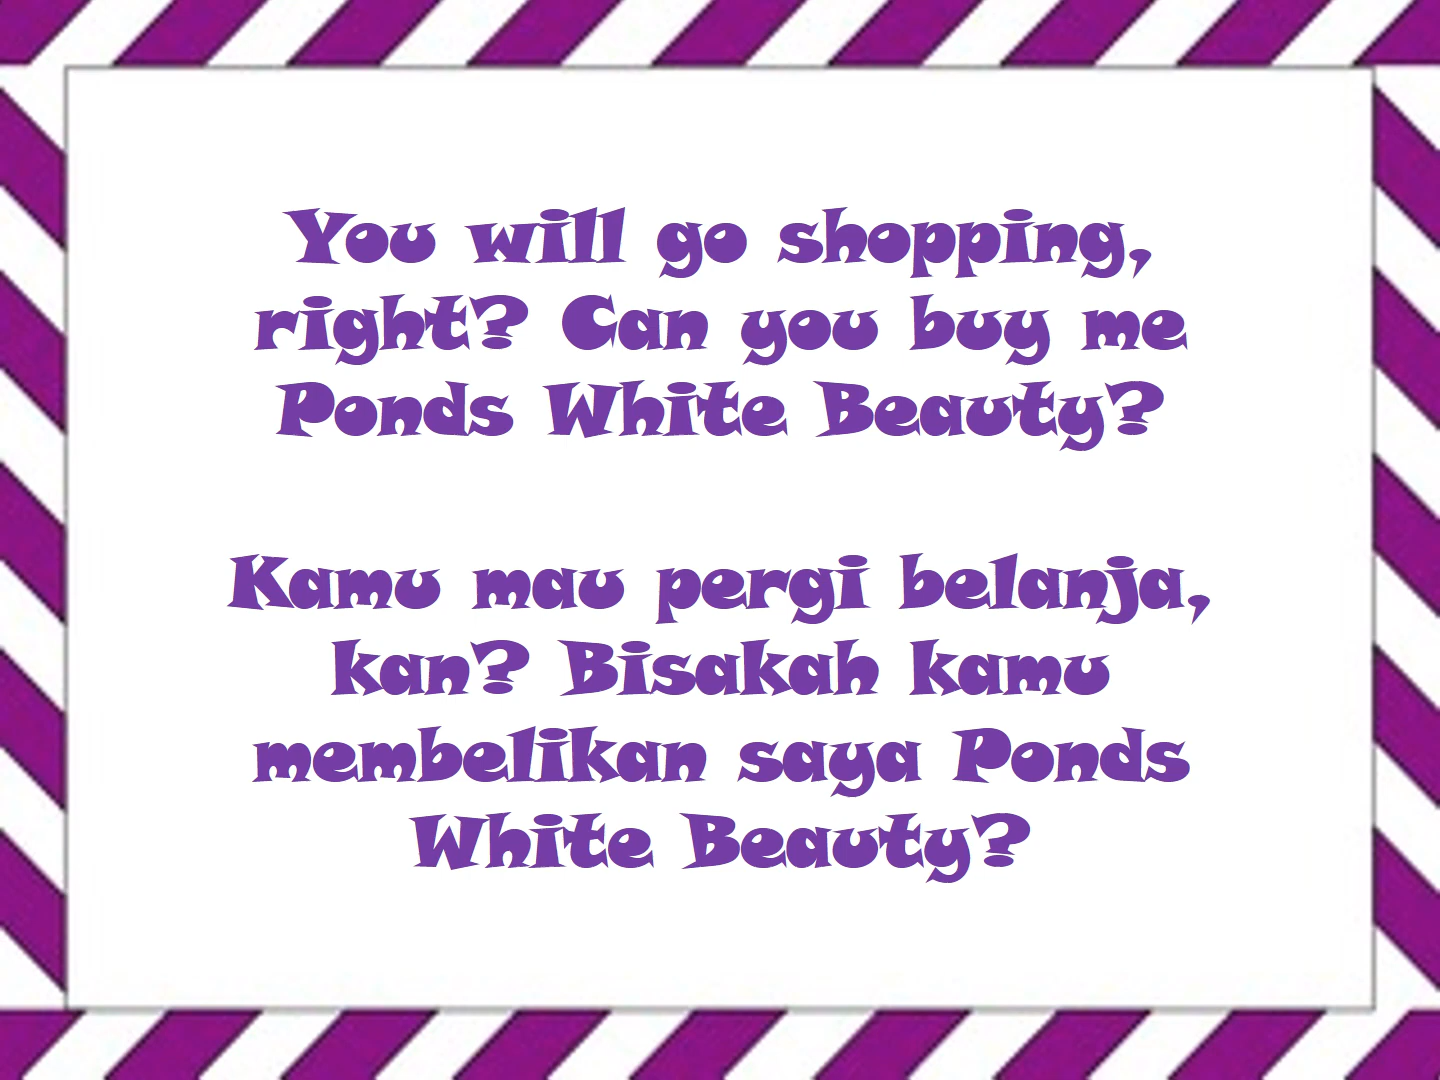 You will go shopping,
right? Can you buy me
Ponds White Beauty?
Kamu mau pergi belanja,
kan? Bisakah kamu
membelikan saya Ponds
White Beauty?